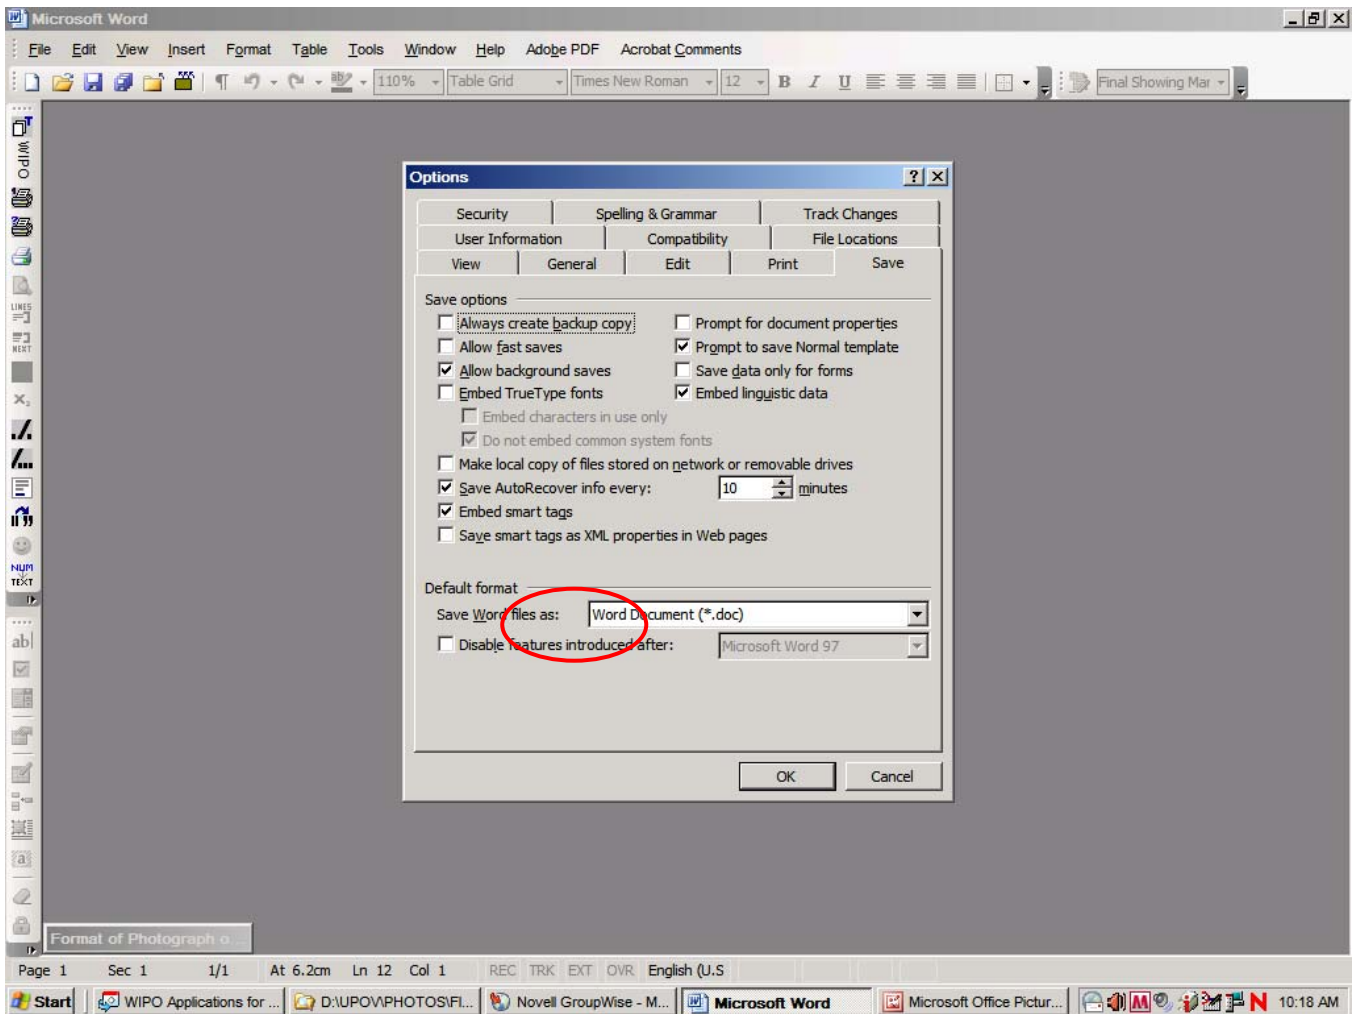 Microsoft Word
File Edit View Insert Format Table Tools Window Help Adobe PDF Acrobat Comments
110% Table Grid Times New Roman 12 B I U Final Showing Mar
WIPO
LINES
NEXT
X₂
NUM
TEXT
ab
a
Options
Security Spelling & Grammar Track Changes
User Information Compatibility File Locations
View General Edit Print Save
Save options
Always create backup copy Prompt for document properties
Allow fast saves Prompt to save Normal template
Allow background saves Save data only for forms
Embed TrueType fonts Embed linguistic data
Embed characters in use only
Do not embed common system fonts
Make local copy of files stored on network or removable drives
Save AutoRecover info every: 10 minutes
Embed smart tags
Save smart tags as XML properties in Web pages
Default format
Save Word files as: Word Document (*.doc)
Disable features introduced after: Microsoft Word 97
OK Cancel
Format of Photograph o...
Page 1 Sec 1 1/1 At 6.2cm Ln 12 Col 1 REC TRK EXT OVR English (U.S
Start WIPO Applications for ... D:\UPOV\PHOTOS\FI... Novell GroupWise - M... Microsoft Word Microsoft Office Pictur... M N 10:18 AM